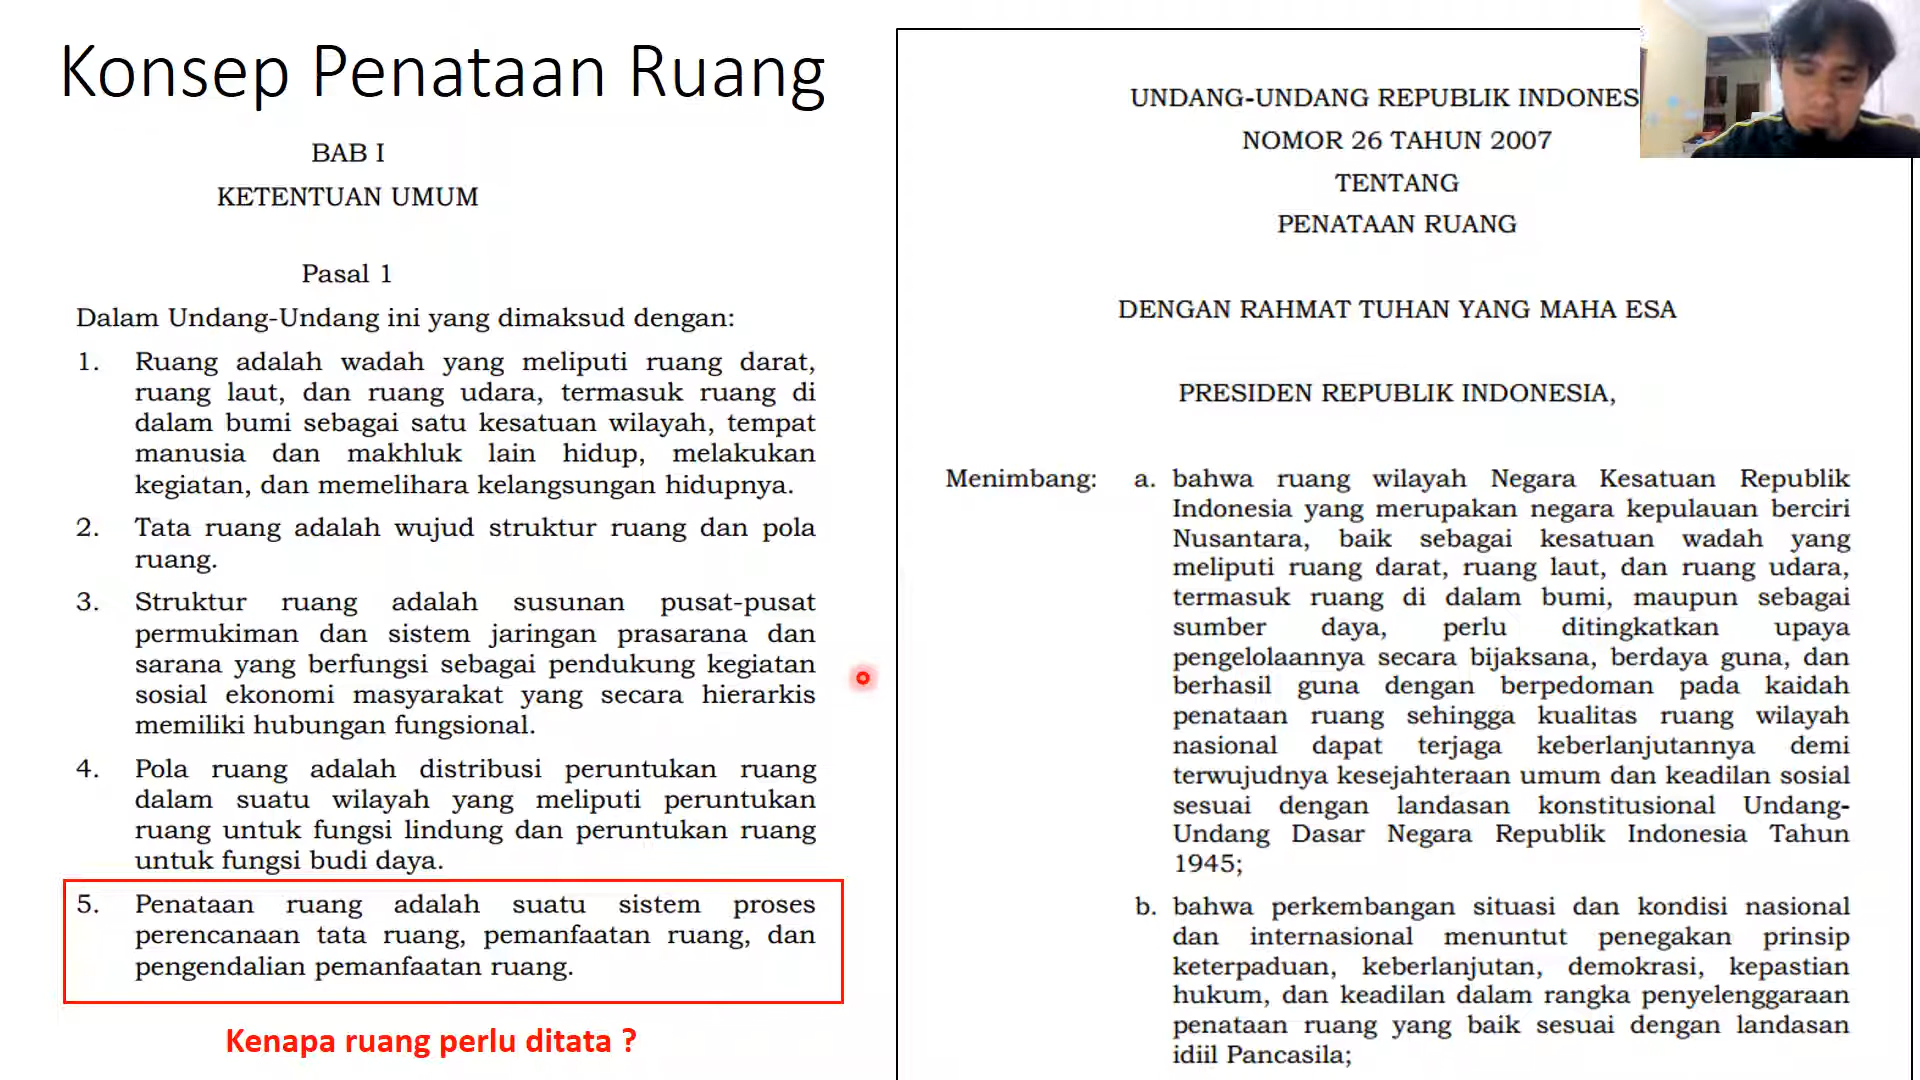 Konsep Penataan Ruang
BAB I
KETENTUAN UMUM
Pasal 1
Dalam Undang-Undang ini yang dimaksud dengan:
1. Ruang adalah wadah yang meliputi ruang darat,
ruang laut, dan ruang udara, termasuk ruang di
dalam bumi sebagai satu kesatuan wilayah, tempat
manusia dan makhluk lain hidup, melakukan
kegiatan, dan memelihara kelangsungan hidupnya.
2. Tata ruang adalah wujud struktur ruang dan pola
ruang.
3. Struktur ruang adalah susunan pusat-pusat
permukiman dan sistem jaringan prasarana dan
sarana yang berfungsi sebagai pendukung kegiatan
sosial ekonomi masyarakat yang secara hierarkis
memiliki hubungan fungsional.
4. Pola ruang adalah distribusi peruntukan ruang
dalam suatu wilayah yang meliputi peruntukan
ruang untuk fungsi lindung dan peruntukan ruang
untuk fungsi budi daya.
5. Penataan ruang adalah suatu sistem proses
perencanaan tata ruang, pemanfaatan ruang, dan
pengendalian pemanfaatan ruang.
Kenapa ruang perlu ditata ?
UNDANG-UNDANG REPUBLIK INDONES
NOMOR 26 TAHUN 2007
TENTANG
PENATAAN RUANG
DENGAN RAHMAT TUHAN YANG MAHA ESA
PRESIDEN REPUBLIK INDONESIA,
Menimbang: a. bahwa ruang wilayah Negara Kesatuan Republik
Indonesia yang merupakan negara kepulauan berciri
Nusantara, baik sebagai kesatuan wadah yang
meliputi ruang darat, ruang laut, dan ruang udara,
termasuk ruang di dalam bumi, maupun sebagai
sumber daya, perlu ditingkatkan upaya
pengelolaannya secara bijaksana, berdaya guna, dan
berhasil guna dengan berpedoman pada kaidah
penataan ruang sehingga kualitas ruang wilayah
nasional dapat terjaga keberlanjutannya demi
terwujudnya kesejahteraan umum dan keadilan sosial
sesuai dengan landasan konstitusional Undang-
Undang Dasar Negara Republik Indonesia Tahun
1945;
b. bahwa perkembangan situasi dan kondisi nasional
dan internasional menuntut penegakan prinsip
keterpaduan, keberlanjutan, demokrasi, kepastian
hukum, dan keadilan dalam rangka penyelenggaraan
penataan ruang yang baik sesuai dengan landasan
idiil Pancasila;